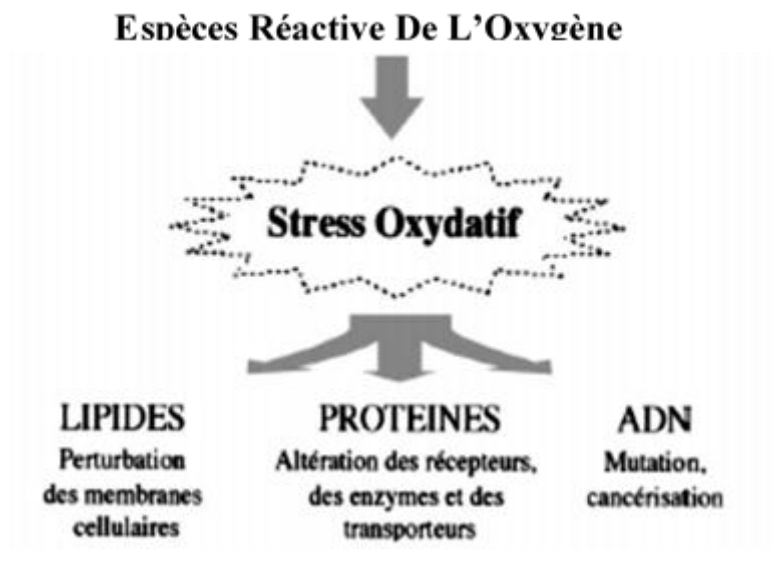 Espèces Réactive De L'Oxygène
Stress Oxydatif
LIPIDES
Perturbation
des membranes
cellulaires
PROTEINES
Altération des récepteurs,
des enzymes et des
transporteurs
ADN
Mutation,
cancérisation